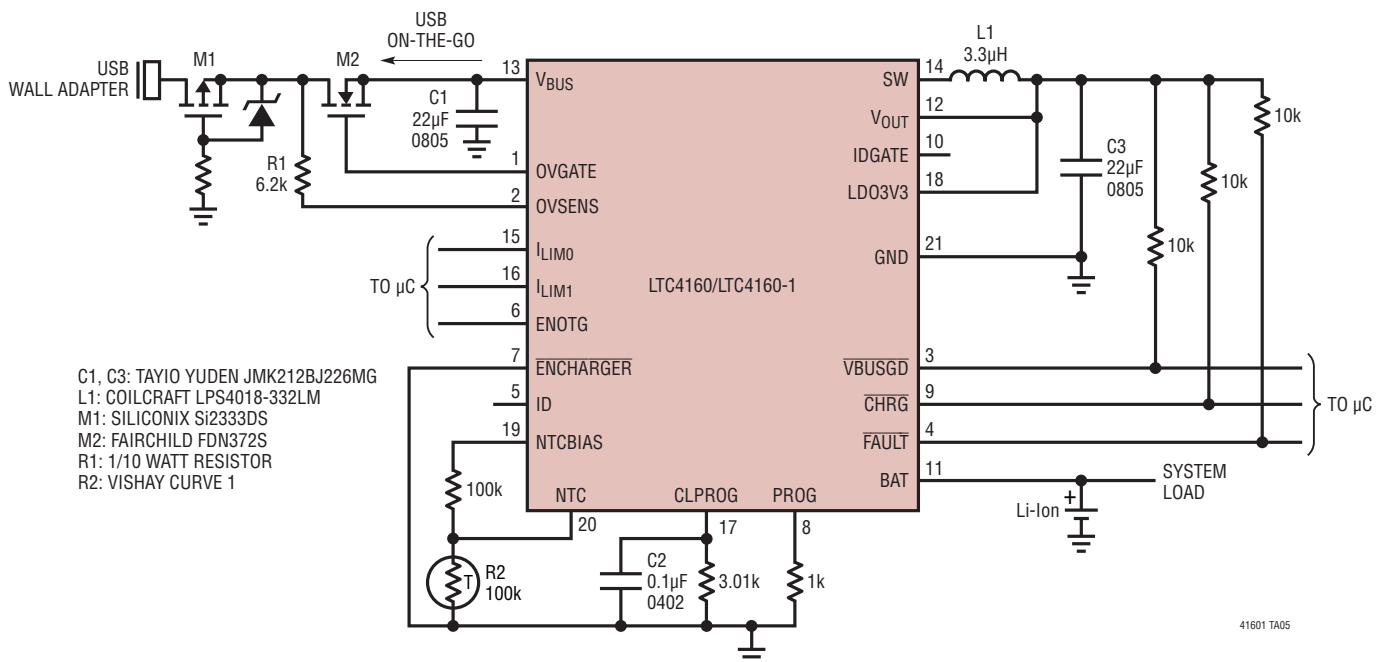 USB
ON-THE-GO
USB
WALL ADAPTER
M1
M2
C1
22µF
0805
R1
6.2k
13
VBUS
1
OVGATE
2
OVSENS
15
ILIM0
16
ILIM1
6
ENOTG
TO µC
7
ENCHARGER
5
ID
19
NTCBIAS
100k
NTC
20
R2
100k
T
CLPROG
17
C2
0.1µF
0402
3.01k
PROG
8
1k
LTC4160/LTC4160-1
SW
14
L1
3.3µH
VOUT
12
IDGATE
10
LDO3V3
18
GND
21
C3
22µF
0805
10k
10k
10k
VBUSGD
3
CHRG
9
FAULT
4
TO µC
BAT
11
SYSTEM
LOAD
Li-Ion
+
C1, C3: TAYIO YUDEN JMK212BJ226MG
L1: COILCRAFT LPS4018-332LM
M1: SILICONIX Si2333DS
M2: FAIRCHILD FDN372S
R1: 1/10 WATT RESISTOR
R2: VISHAY CURVE 1
41601 TA05